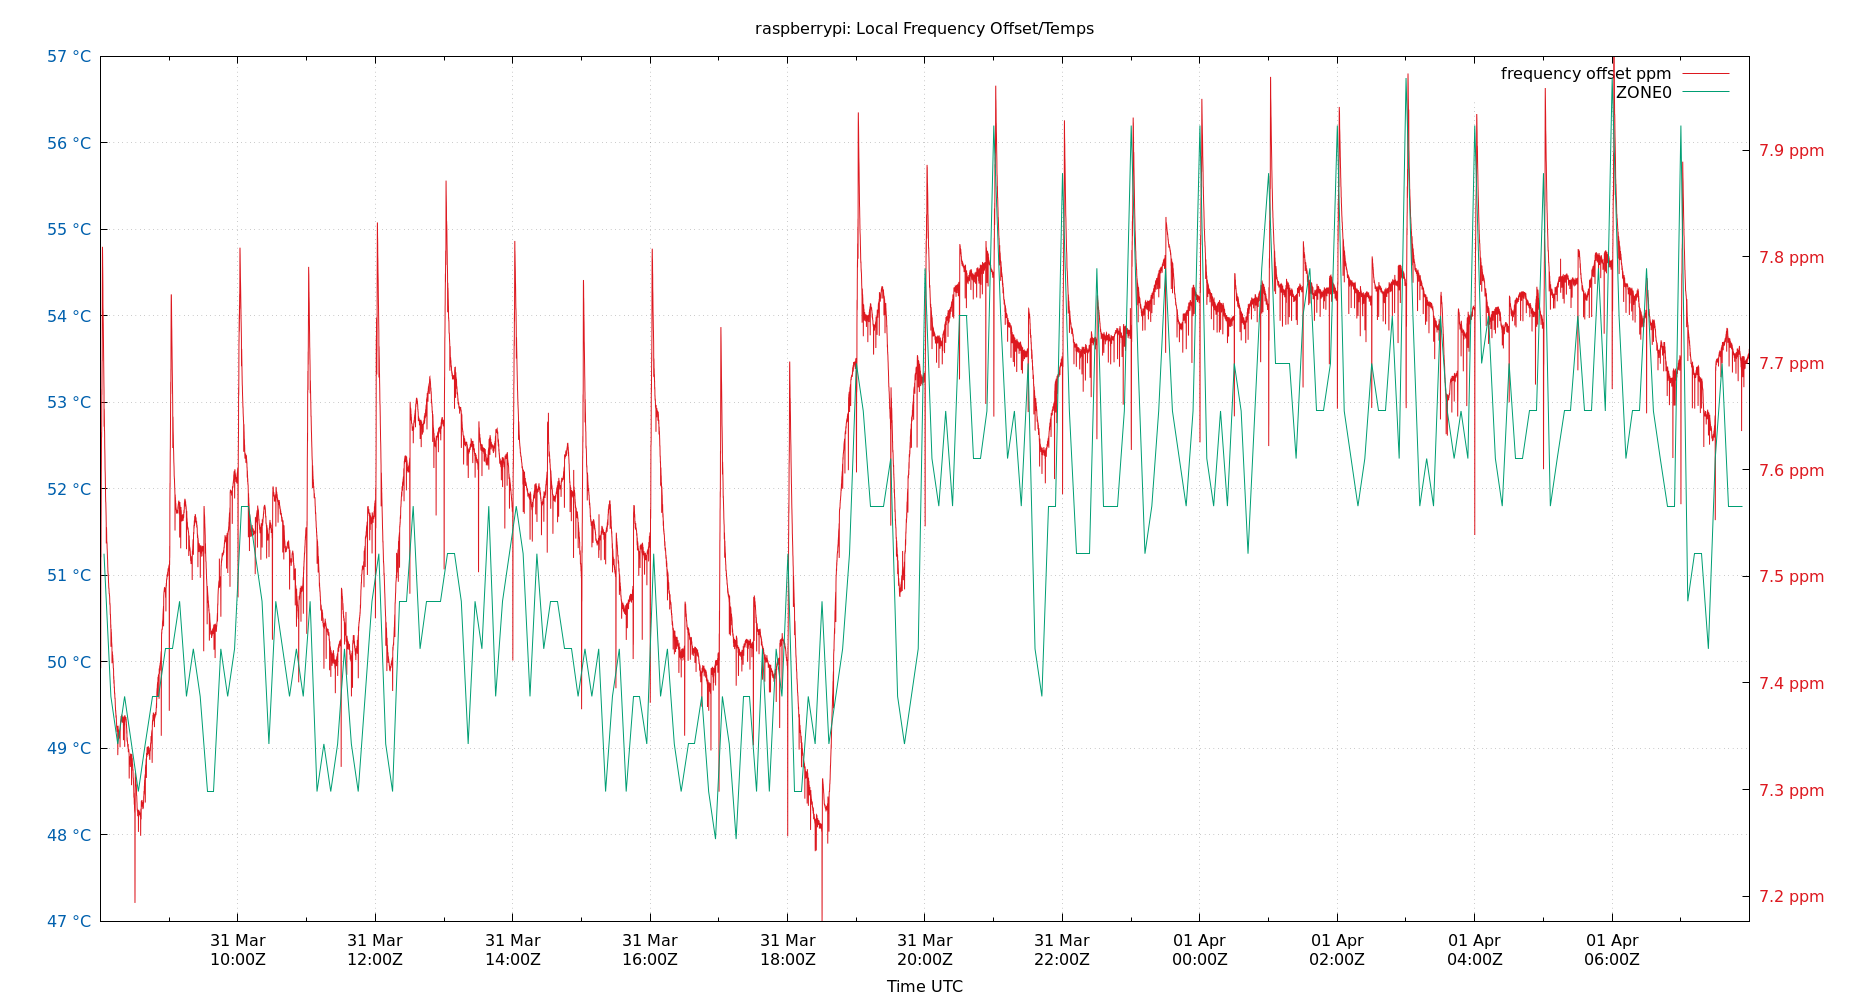 raspberrypi: Local Frequency Offset/Temps
57 °C
56 °C
55 °C
54 °C
53 °C
52 °C
51 °C
50 °C
49 °C
48 °C
47 °C
frequency offset ppm
ZONE0
7.9 ppm
7.8 ppm
7.7 ppm
7.6 ppm
7.5 ppm
7.4 ppm
7.3 ppm
7.2 ppm
31 Mar
10:00Z
31 Mar
12:00Z
31 Mar
14:00Z
31 Mar
16:00Z
31 Mar
18:00Z
31 Mar
20:00Z
31 Mar
22:00Z
01 Apr
00:00Z
01 Apr
02:00Z
01 Apr
04:00Z
01 Apr
06:00Z
Time UTC